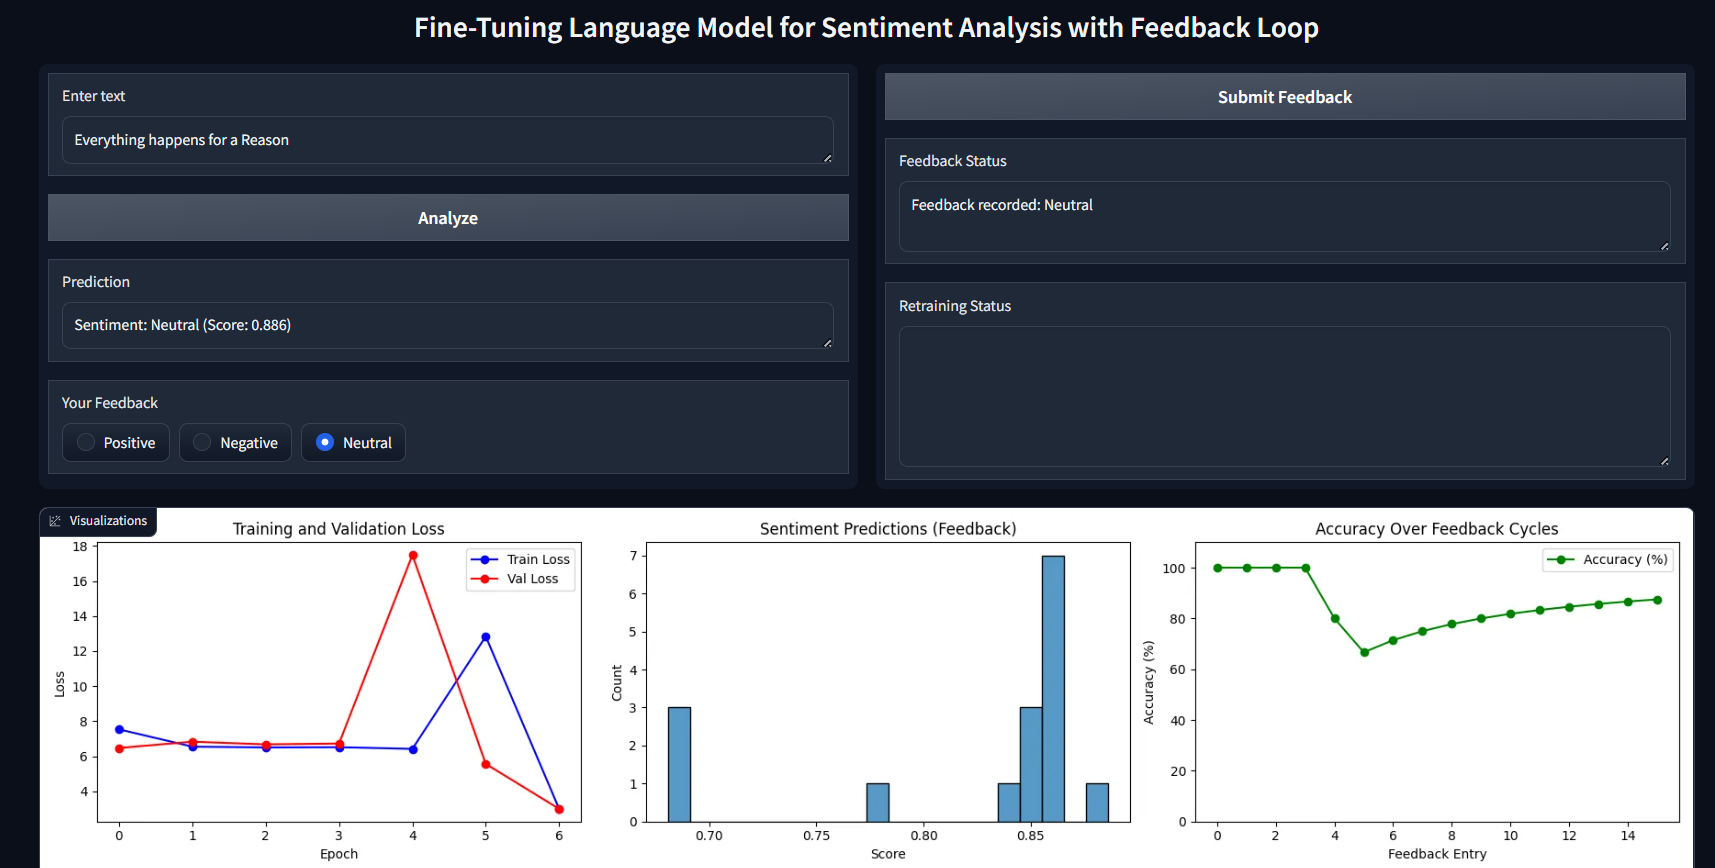 Fine-Tuning Language Model for Sentiment Analysis with Feedback Loop
Enter text
Everything happens for a Reason
Analyze
Prediction
Sentiment: Neutral (Score: 0.886)
Your Feedback
Positive Negative Neutral
Submit Feedback
Feedback Status
Feedback recorded: Neutral
Retraining Status
Visualizations
Training and Validation Loss
Train Loss
Val Loss
18
16
14
12
10
8
6
4
Loss
0 1 2 3 4 5 6
Epoch
Sentiment Predictions (Feedback)
7
6
5
4
3
2
1
0
Count
0.70 0.75 0.80 0.85
Score
Accuracy Over Feedback Cycles
Accuracy (%)
100
80
60
40
20
0
Accuracy (%)
0 2 4 6 8 10 12 14
Feedback Entry